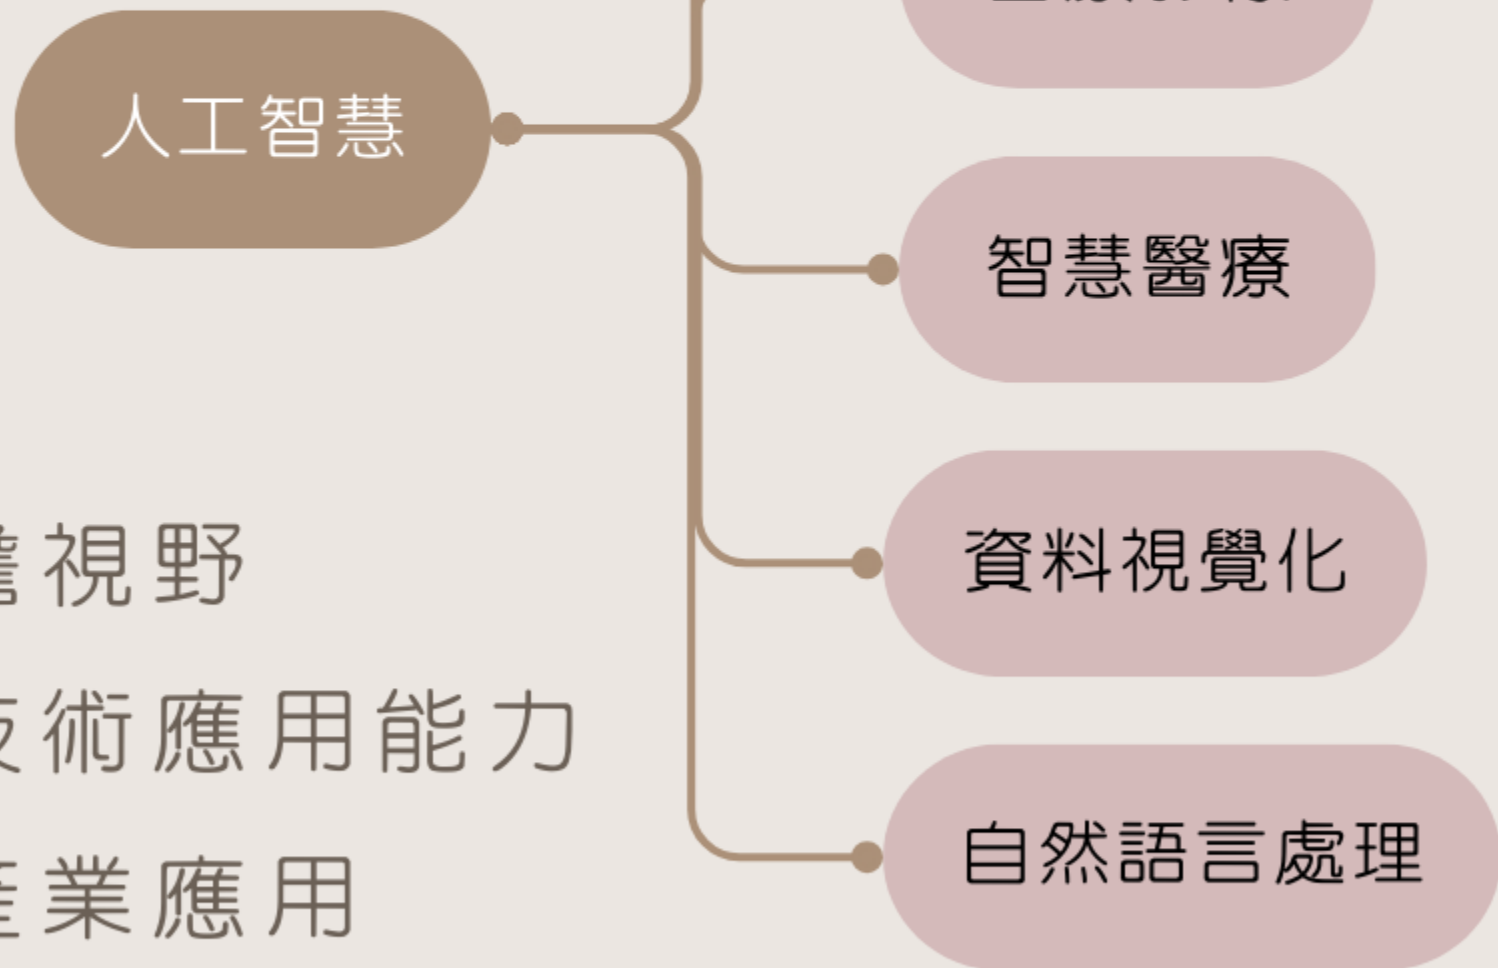 人工智慧
智慧醫療
資料視覺化
自然語言處理
視野
術應用能力
業應用